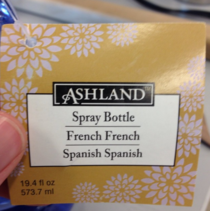 ASHLAND
Spray Bottle
French French
Spanish Spanish
19.4 fl oz
573.7 ml